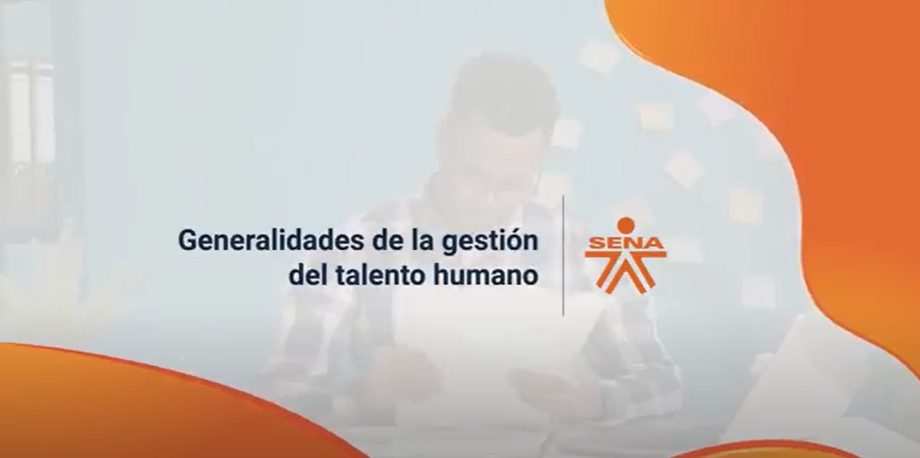 Generalidades de la gestión
del talento humano
SENA